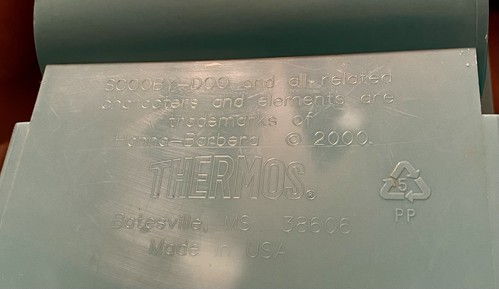 SCOOBY-DOO and all related
characters and elements are
trademarks of
Hanna-Barbera © 2000.
THERMOS®
Batesville, MS 38606
Made in USA
5
PP